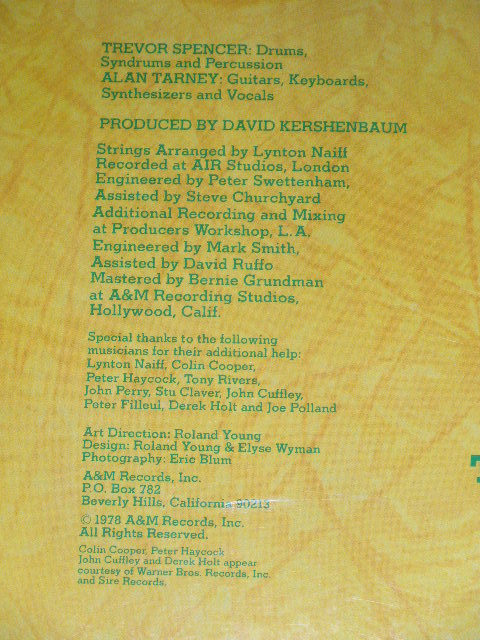 TREVOR SPENCER: Drums,
Syndrums and Percussion
ALAN TARNEY: Guitars, Keyboards,
Synthesizers and Vocals
PRODUCED BY DAVID KERSHENBAUM
Strings Arranged by Lynton Naiff
Recorded at AIR Studios, London
Engineered by Peter Swettenham,
Assisted by Steve Churchyard
Additional Recording and Mixing
at Producers Workshop, L.A.
Engineered by Mark Smith,
Assisted by David Ruffo
Mastered by Bernie Grundman
at A&M Recording Studios,
Hollywood, Calif.
Special thanks to the following
musicians for their additional help:
Lynton Naiff, Colin Cooper,
Peter Haycock, Tony Rivers,
John Perry, Stu Claver, John Cuffley,
Peter Filleul, Derek Holt and Joe Polland
Art Direction: Roland Young
Design: Roland Young & Elyse Wyman
Photography: Eric Blum
A&M Records, Inc.
P.O. Box 782
Beverly Hills, California 90213
© 1978 A&M Records, Inc.
All Rights Reserved.
Colin Cooper, Peter Haycock
John Cuffley and Derek Holt appear
courtesy of Warner Bros. Records, Inc.
and Sire Records.